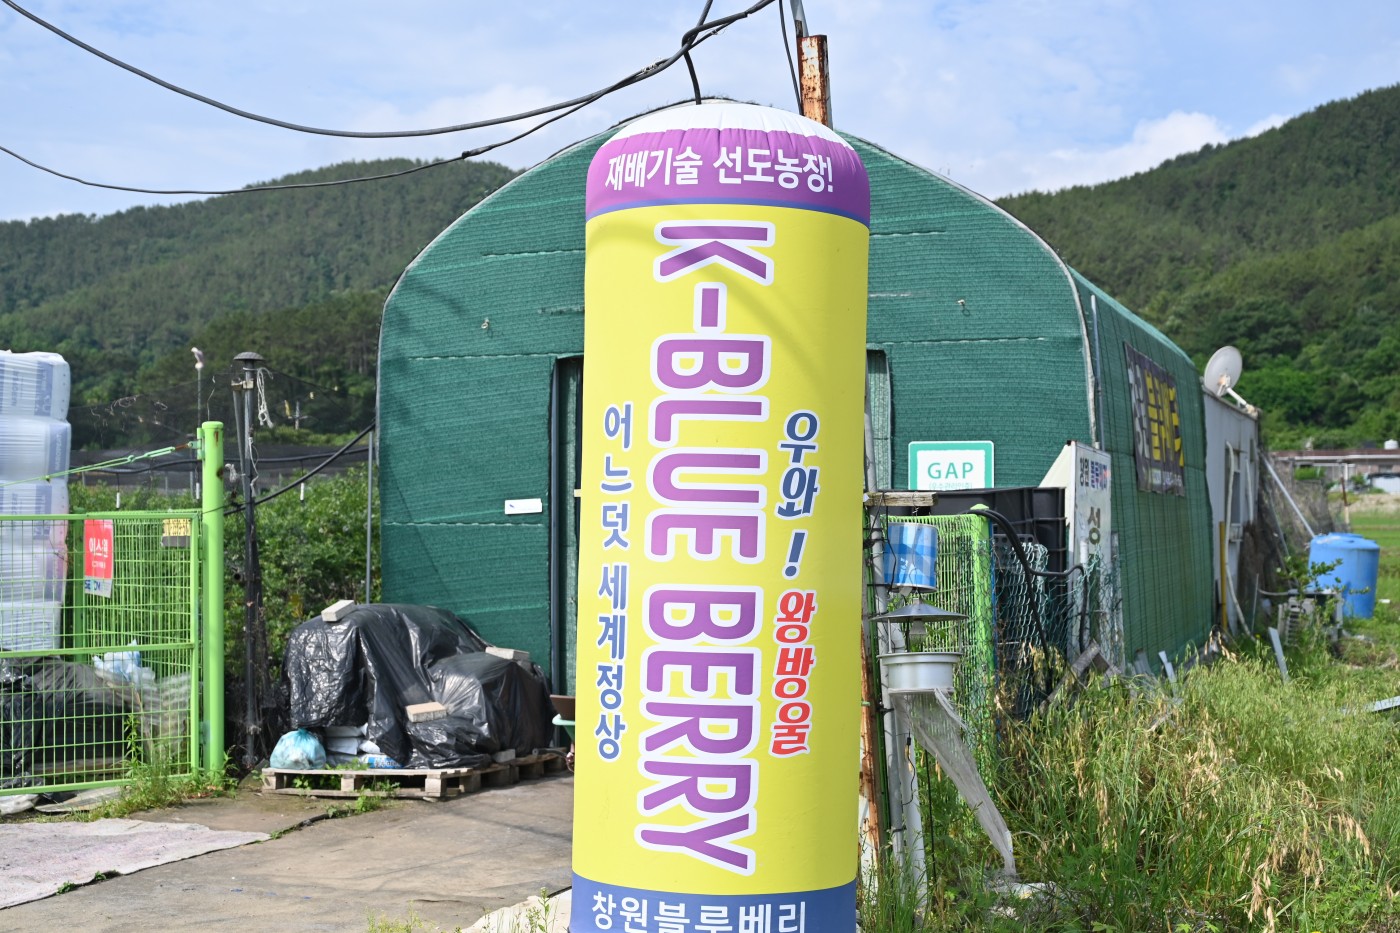 재배기술 선도농장!
K-BLUE BERRY
어느덧 세계정상
우와! 왕방울
창원블루베리
GAP